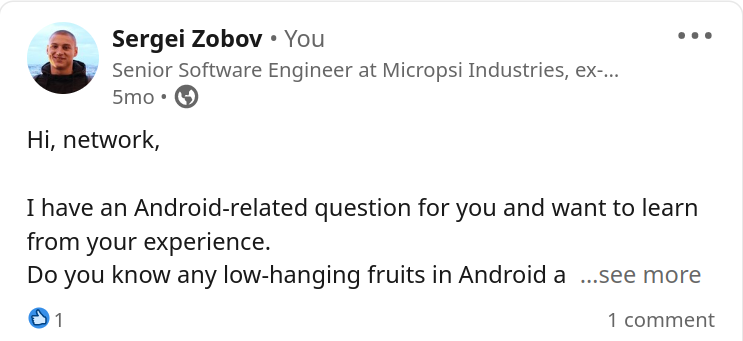 Sergei Zobov • You
Senior Software Engineer at Micropsi Industries, ex-...
5mo •
Hi, network,
I have an Android-related question for you and want to learn
from your experience.
Do you know any low-hanging fruits in Android a ...see more
1
1 comment